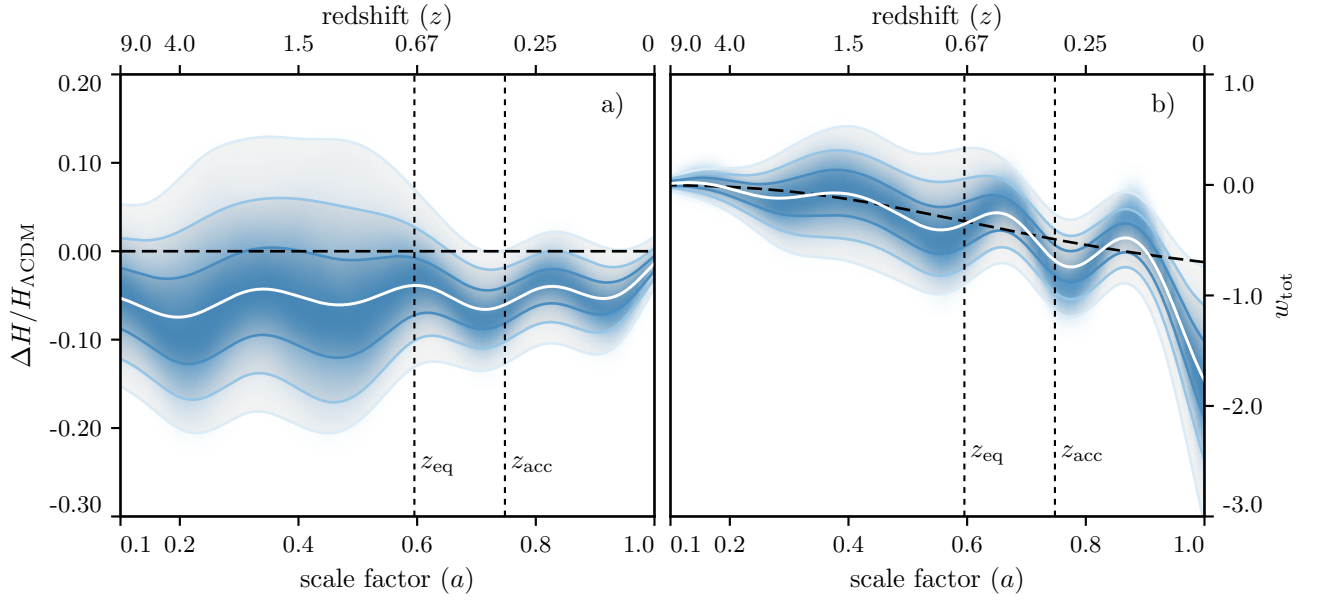 redshift (z)
9.0 4.0 1.5 0.67 0.25 0
0.20
0.10
0.00
-0.10
-0.20
-0.30
ΔH/H_ΛCDM
a)
z_eq
z_acc
0.1 0.2 0.4 0.6 0.8 1.0
scale factor (a)
redshift (z)
9.0 4.0 1.5 0.67 0.25 0
b)
z_eq
z_acc
1.0
0.0
-1.0
-2.0
-3.0
w_tot
0.1 0.2 0.4 0.6 0.8 1.0
scale factor (a)